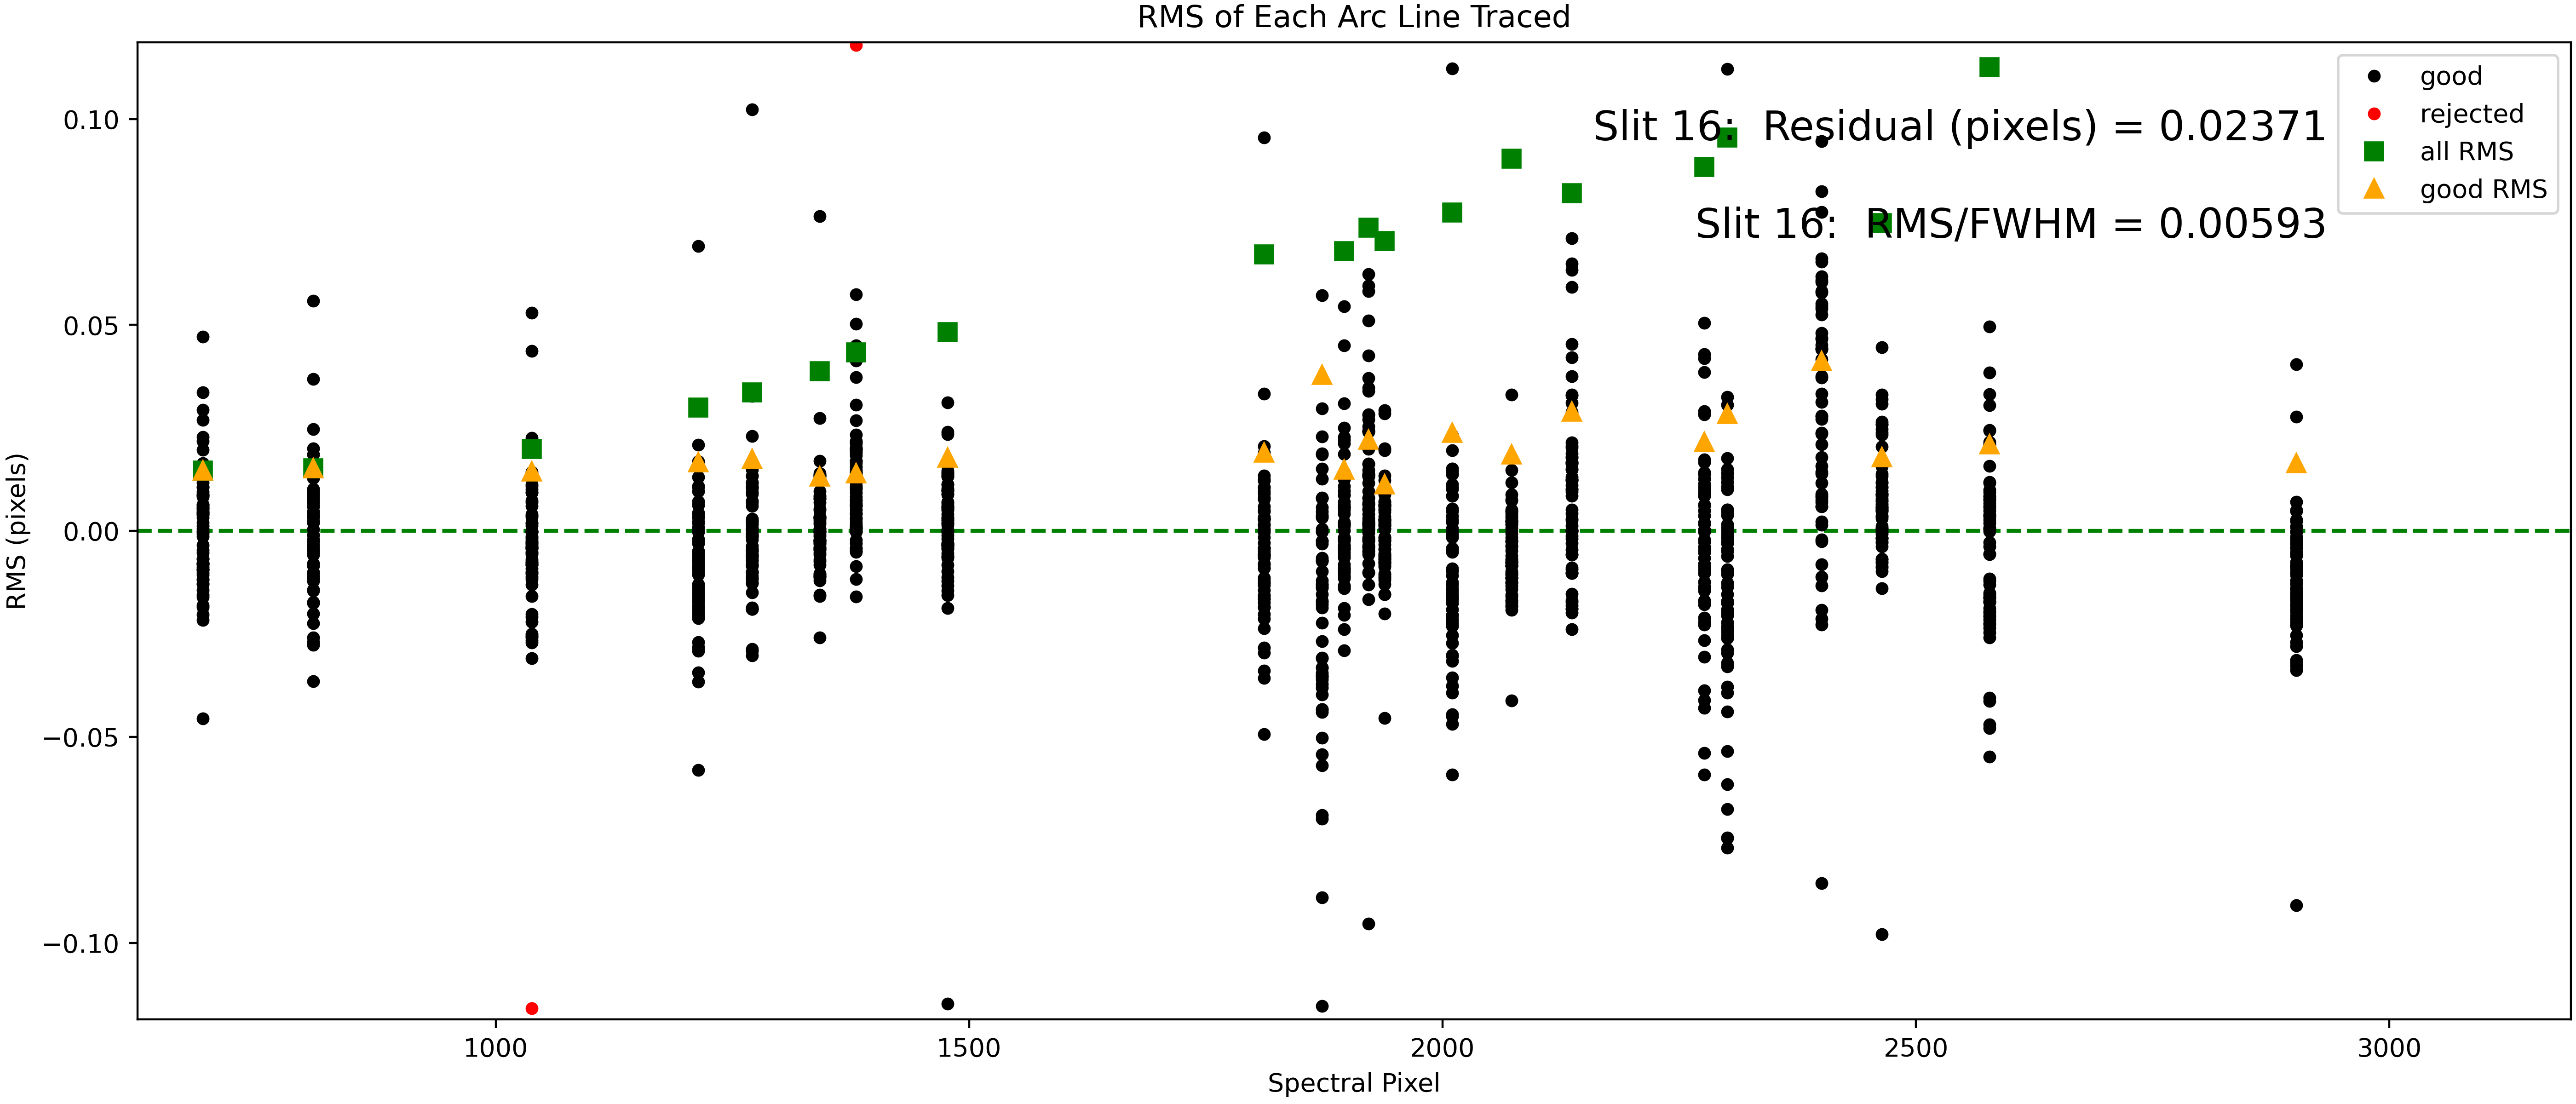 RMS of Each Arc Line Traced
good
rejected
all RMS
good RMS
Slit 16:  Residual (pixels) = 0.02371
Slit 16:  RMS/FWHM = 0.00593
RMS (pixels)
0.10
0.05
0.00
−0.05
−0.10
1000 1500 2000 2500 3000
Spectral Pixel